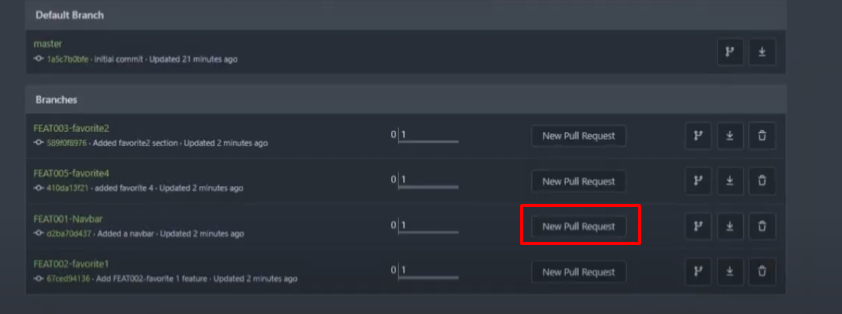 Default Branch
master
1a5c7b0bfe · initial commit · Updated 21 minutes ago
Branches
FEAT003-favorite2
589f0f8976 · Added favorite2 section · Updated 2 minutes ago
0 1
New Pull Request
FEAT005-favorite4
410da13f21 · added favorite 4 · Updated 2 minutes ago
0 1
New Pull Request
FEAT001-Navbar
d2ba70d437 · Added a navbar · Updated 2 minutes ago
0 1
New Pull Request
FEAT002-favorite1
67ced94136 · Add FEAT002-favorite 1 feature · Updated 2 minutes ago
0 1
New Pull Request